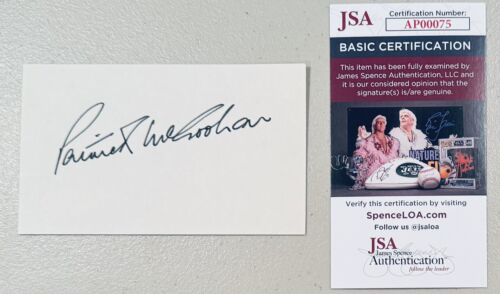 Patrick McGoohan
JSA
Certification Number:
AP00075
BASIC CERTIFICATION
This item has been fully examined by
James Spence Authentication, LLC and it
is our considered opinion that the
signature(s) is/are genuine.
NATURE
Verify this certification by visiting
SpenceLOA.com
Follow us @jsaloa
JSA
James Spence
Authentication
follow the leader